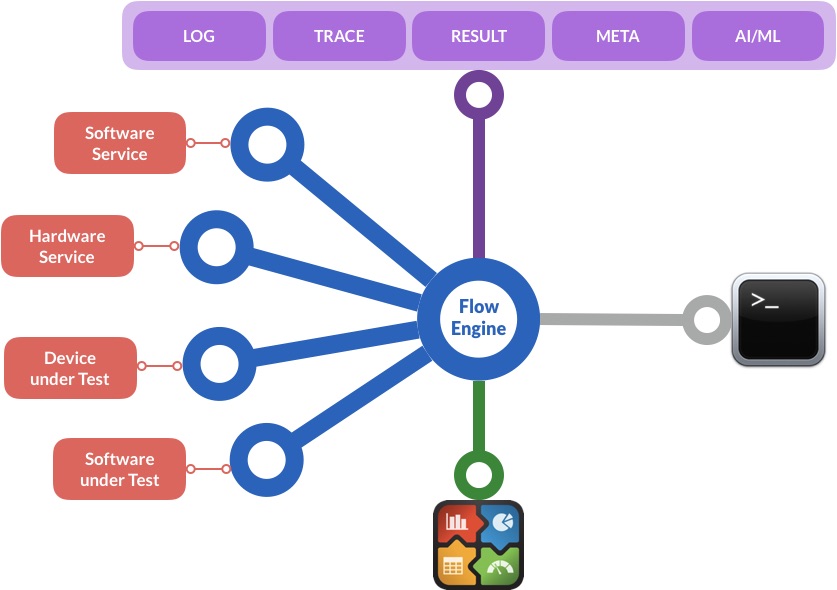 LOG
TRACE
RESULT
META
AI/ML
Software
Service
Hardware
Service
Device
under Test
Software
under Test
Flow
Engine
>_